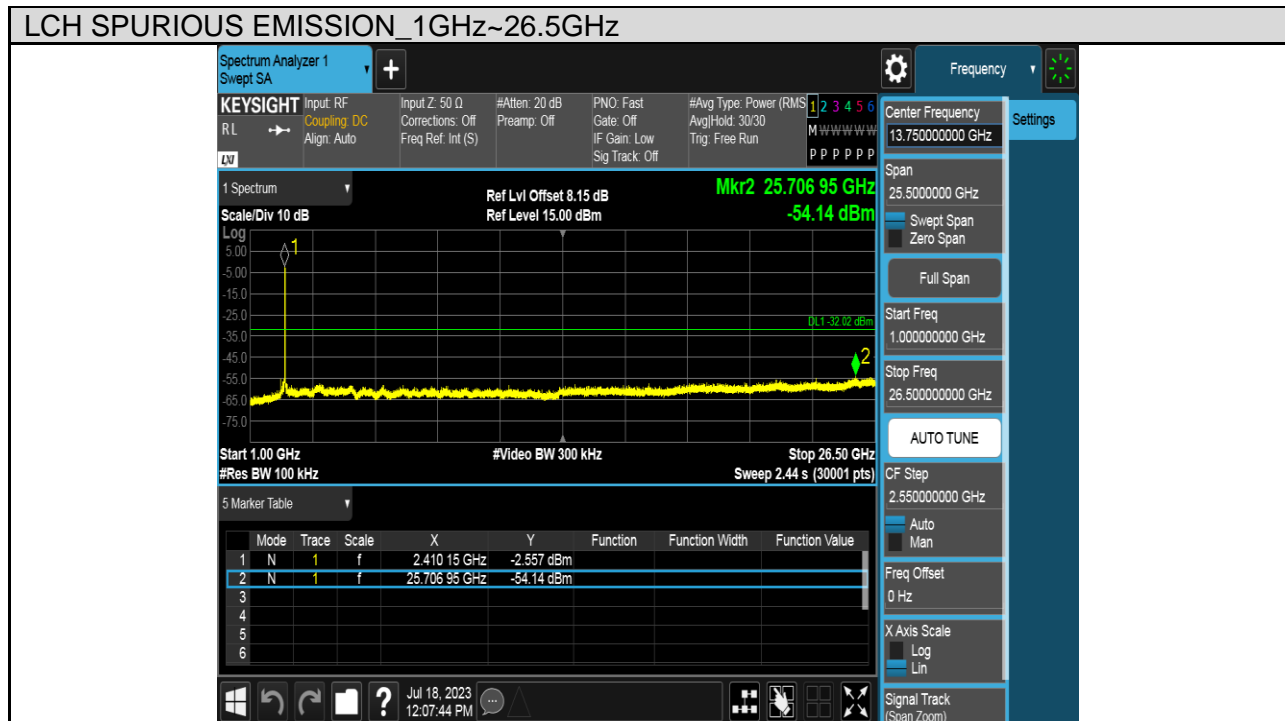 LCH SPURIOUS EMISSION_1GHz~26.5GHz
Spectrum Analyzer 1
Swept SA
+
Frequency
KEYSIGHT
RL
LXI
Input: RF
Coupling: DC
Align: Auto
Input Z: 50 Ω
Corrections: Off
Freq Ref: Int (S)
#Atten: 20 dB
Preamp: Off
PNO: Fast
Gate: Off
IF Gain: Low
Sig Track: Off
#Avg Type: Power (RMS
Avg|Hold: 30/30
Trig: Free Run
1 2 3 4 5 6
M W W W W W
P P P P P P
1 Spectrum
Scale/Div 10 dB
Ref Lvl Offset 8.15 dB
Ref Level 15.00 dBm
Mkr2 25.706 95 GHz
-54.14 dBm
Log
5.00
-5.00
-15.0
-25.0
-35.0
-45.0
-55.0
-65.0
-75.0
1
DL1 -32.02 dBm
2
Start 1.00 GHz
#Res BW 100 kHz
#Video BW 300 kHz
Stop 26.50 GHz
Sweep 2.44 s (30001 pts)
5 Marker Table
Mode Trace Scale X Y Function Function Width Function Value
1 N 1 f 2.410 15 GHz -2.557 dBm
2 N 1 f 25.706 95 GHz -54.14 dBm
3
4
5
6
?
Jul 18, 2023
12:07:44 PM
Center Frequency
13.750000000 GHz
Settings
Span
25.5000000 GHz
Swept Span
Zero Span
Full Span
Start Freq
1.000000000 GHz
Stop Freq
26.500000000 GHz
AUTO TUNE
CF Step
2.550000000 GHz
Auto
Man
Freq Offset
0 Hz
X Axis Scale
Log
Lin
Signal Track
(Span Zoom)